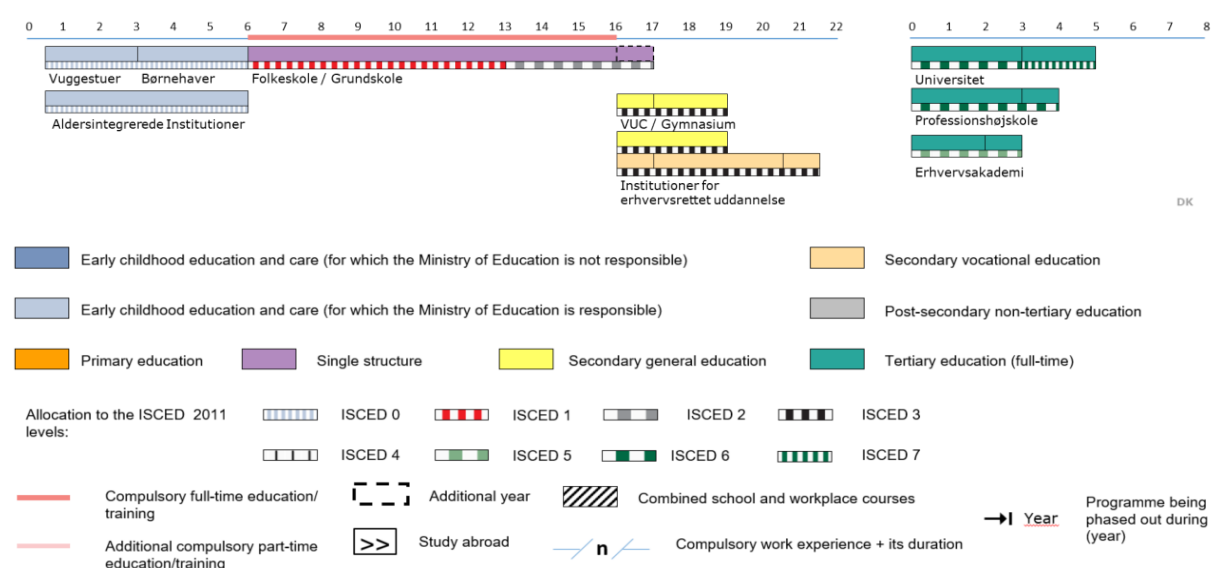 0 1 2 3 4 5 6 7 8 9 10 11 12 13 14 15 16 17 18 19 20 21 22 0 1 2 3 4 5 6 7 8
Vuggestuer Børnehaver Folkeskole / Grundskole Universitet
Aldersintegrerede Institutioner VUC / Gymnasium Professionshøjskole
Institutioner for
erhvervsrettet uddannelse
Erhvervsakademi
DK
Early childhood education and care (for which the Ministry of Education is not responsible) Secondary vocational education
Early childhood education and care (for which the Ministry of Education is responsible) Post-secondary non-tertiary education
Primary education Single structure Secondary general education Tertiary education (full-time)
Allocation to the ISCED 2011
levels:
ISCED 0 ISCED 1 ISCED 2 ISCED 3
ISCED 4 ISCED 5 ISCED 6 ISCED 7
Compulsory full-time education/
training
Additional year Combined school and workplace courses
Additional compulsory part-time
education/training
>> Study abroad n Compulsory work experience + its duration
Year
Programme being
phased out during
(year)